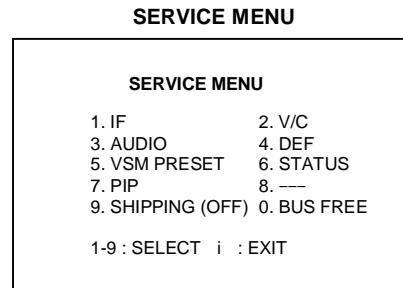 SERVICE MENU
SERVICE MENU
1. IF 2. V/C
3. AUDIO 4. DEF
5. VSM PRESET 6. STATUS
7. PIP 8. ---
9. SHIPPING (OFF) 0. BUS FREE
1-9 : SELECT i : EXIT